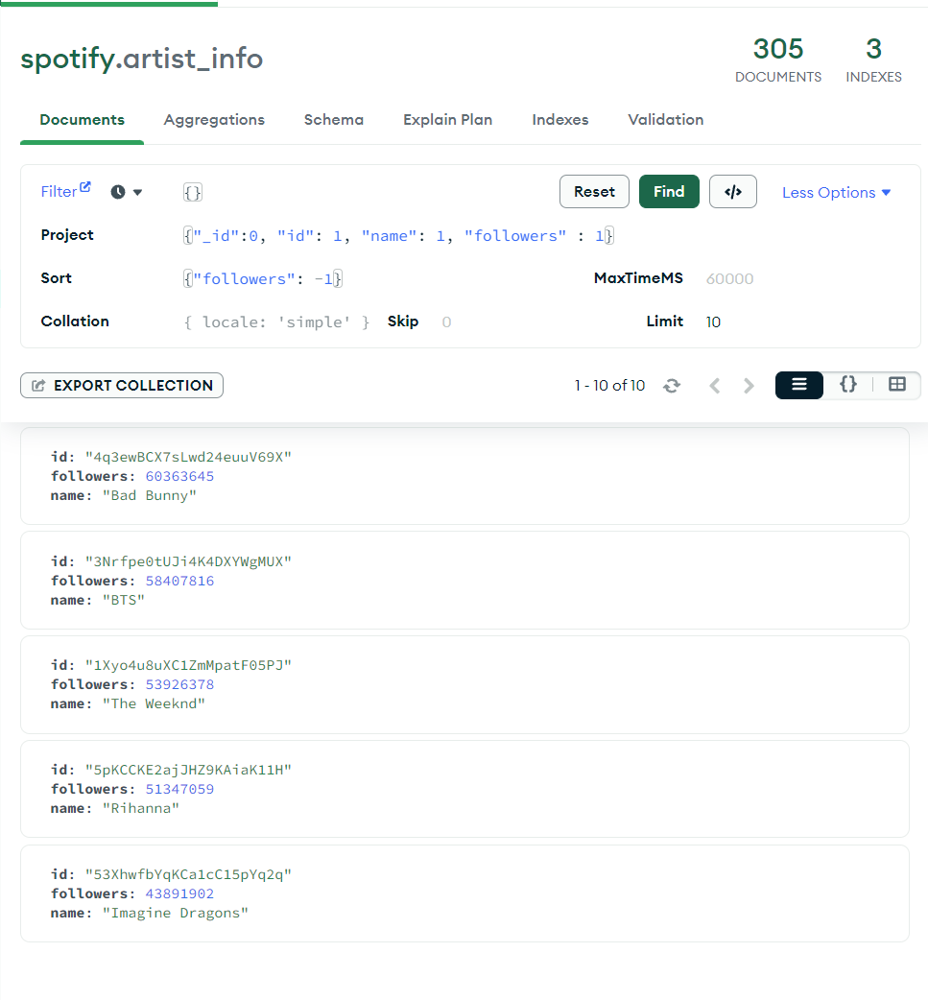 spotify.artist_info
305 3
DOCUMENTS INDEXES
Documents Aggregations Schema Explain Plan Indexes Validation
Filter {} Reset Find </> Less Options
Project {"_id":0, "id": 1, "name": 1, "followers" : 1}
Sort {"followers": -1} MaxTimeMS 60000
Collation { locale: 'simple' } Skip 0 Limit 10
EXPORT COLLECTION 1 - 10 of 10 {}
id: "4q3ewBCX7sLwd24euuV69X"
followers: 60363645
name: "Bad Bunny"
id: "3Nrfpe0tUJi4K4DXYWgMUX"
followers: 58407816
name: "BTS"
id: "1Xyo4u8uXC1ZmMpatF05PJ"
followers: 53926378
name: "The Weeknd"
id: "5pKCCKE2ajJHZ9KAiaK11H"
followers: 51347059
name: "Rihanna"
id: "53XhwfbYqKCa1cC15pYq2q"
followers: 43891902
name: "Imagine Dragons"